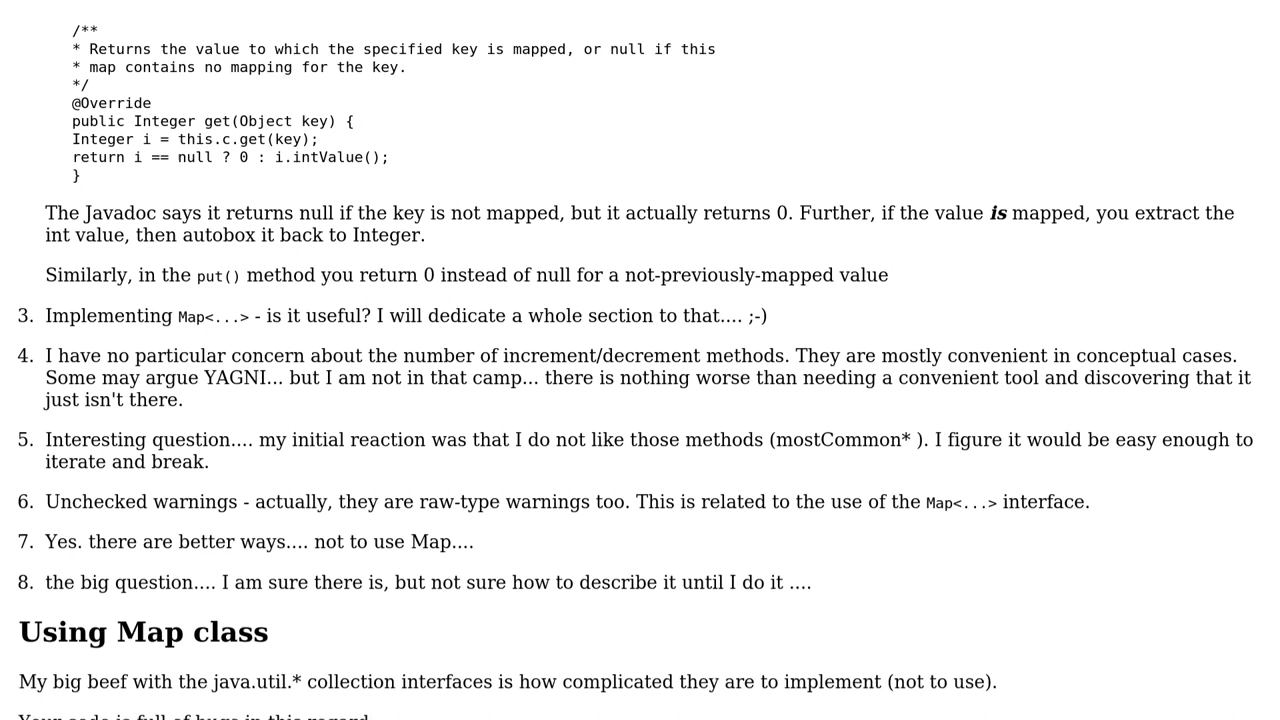 /**
* Returns the value to which the specified key is mapped, or null if this
* map contains no mapping for the key.
*/
@Override
public Integer get(Object key) {
Integer i = this.c.get(key);
return i == null ? 0 : i.intValue();
}
The Javadoc says it returns null if the key is not mapped, but it actually returns 0. Further, if the value is mapped, you extract the
int value, then autobox it back to Integer.
Similarly, in the put() method you return 0 instead of null for a not-previously-mapped value
3. Implementing Map<...> - is it useful? I will dedicate a whole section to that.... ;-)
4. I have no particular concern about the number of increment/decrement methods. They are mostly convenient in conceptual cases.
Some may argue YAGNI... but I am not in that camp... there is nothing worse than needing a convenient tool and discovering that it
just isn't there.
5. Interesting question.... my initial reaction was that I do not like those methods (mostCommon* ). I figure it would be easy enough to
iterate and break.
6. Unchecked warnings - actually, they are raw-type warnings too. This is related to the use of the Map<...> interface.
7. Yes. there are better ways.... not to use Map....
8. the big question.... I am sure there is, but not sure how to describe it until I do it ....
Using Map class
My big beef with the java.util.* collection interfaces is how complicated they are to implement (not to use).
Your code is full of bugs in this regard